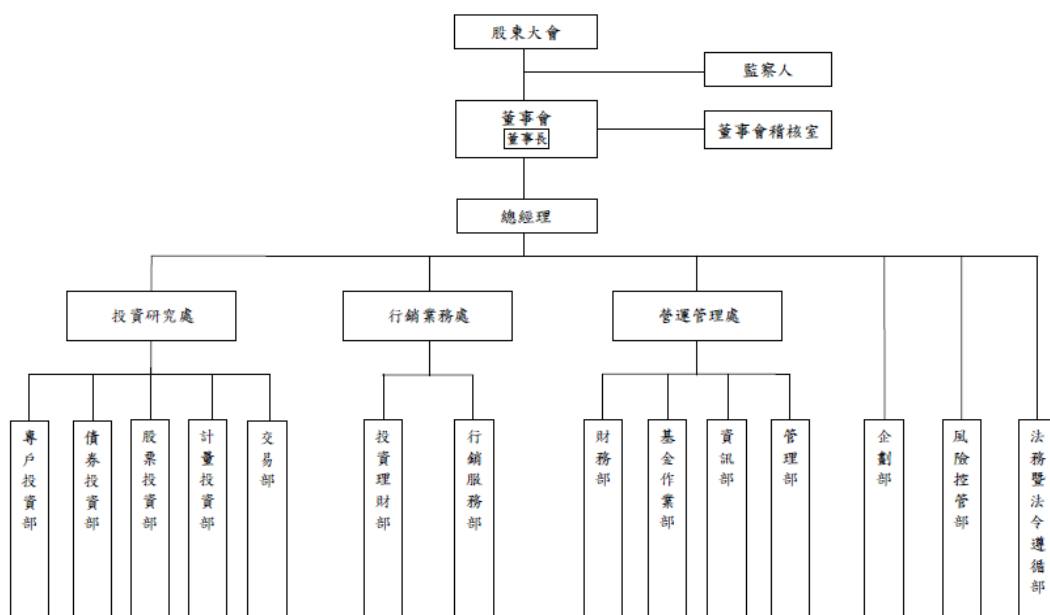 股東大會
監察人
董事會
董事長
董事會稽核室
總經理
投資研究處
行銷業務處
營運管理處
專戶投資部
債券投資部
股票投資部
計量投資部
交易部
投資理財部
行銷服務部
財務部
基金作業部
資訊部
管理部
企劃部
風險控管部
法務暨法令遵循部